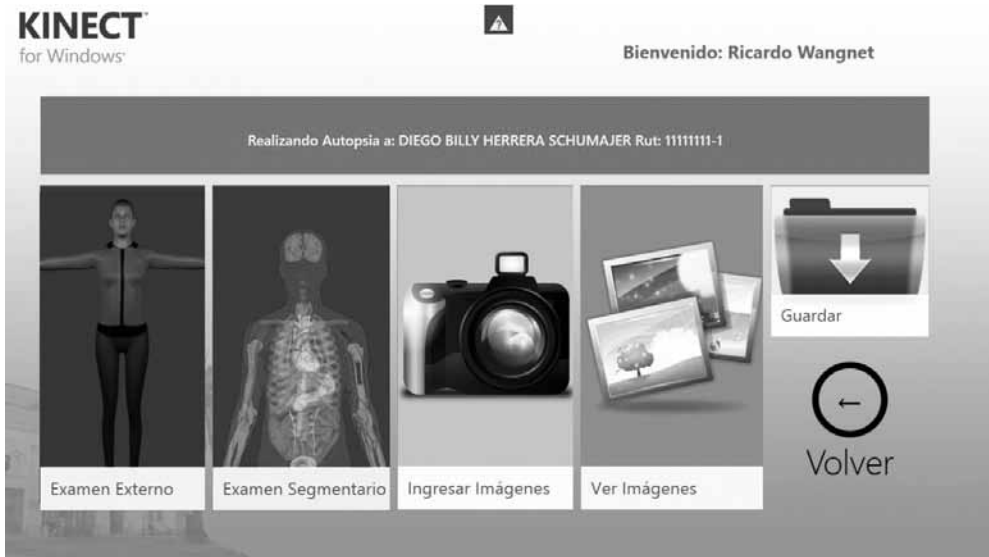 KINECT
for Windows
Bienvenido: Ricardo Wangnet
Realizando Autopsia a: DIEGO BILLY HERRERA SCHUMAJER Rut: 11111111-1
Guardar
←
Volver
Examen Externo
Examen Segmentario
Ingresar Imágenes
Ver Imágenes